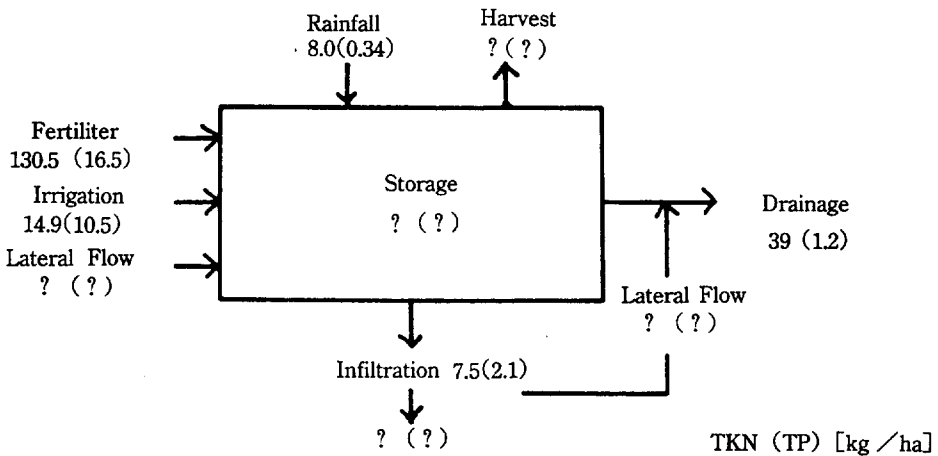 Rainfall
8.0(0.34)
Harvest
? (?)
Fertiliter
130.5 (16.5)
Irrigation
14.9(10.5)
Lateral Flow
? (?)
Storage
? (?)
Drainage
39 (1.2)
Lateral Flow
? (?)
Infiltration 7.5(2.1)
? (?)
TKN (TP) [kg/ha]